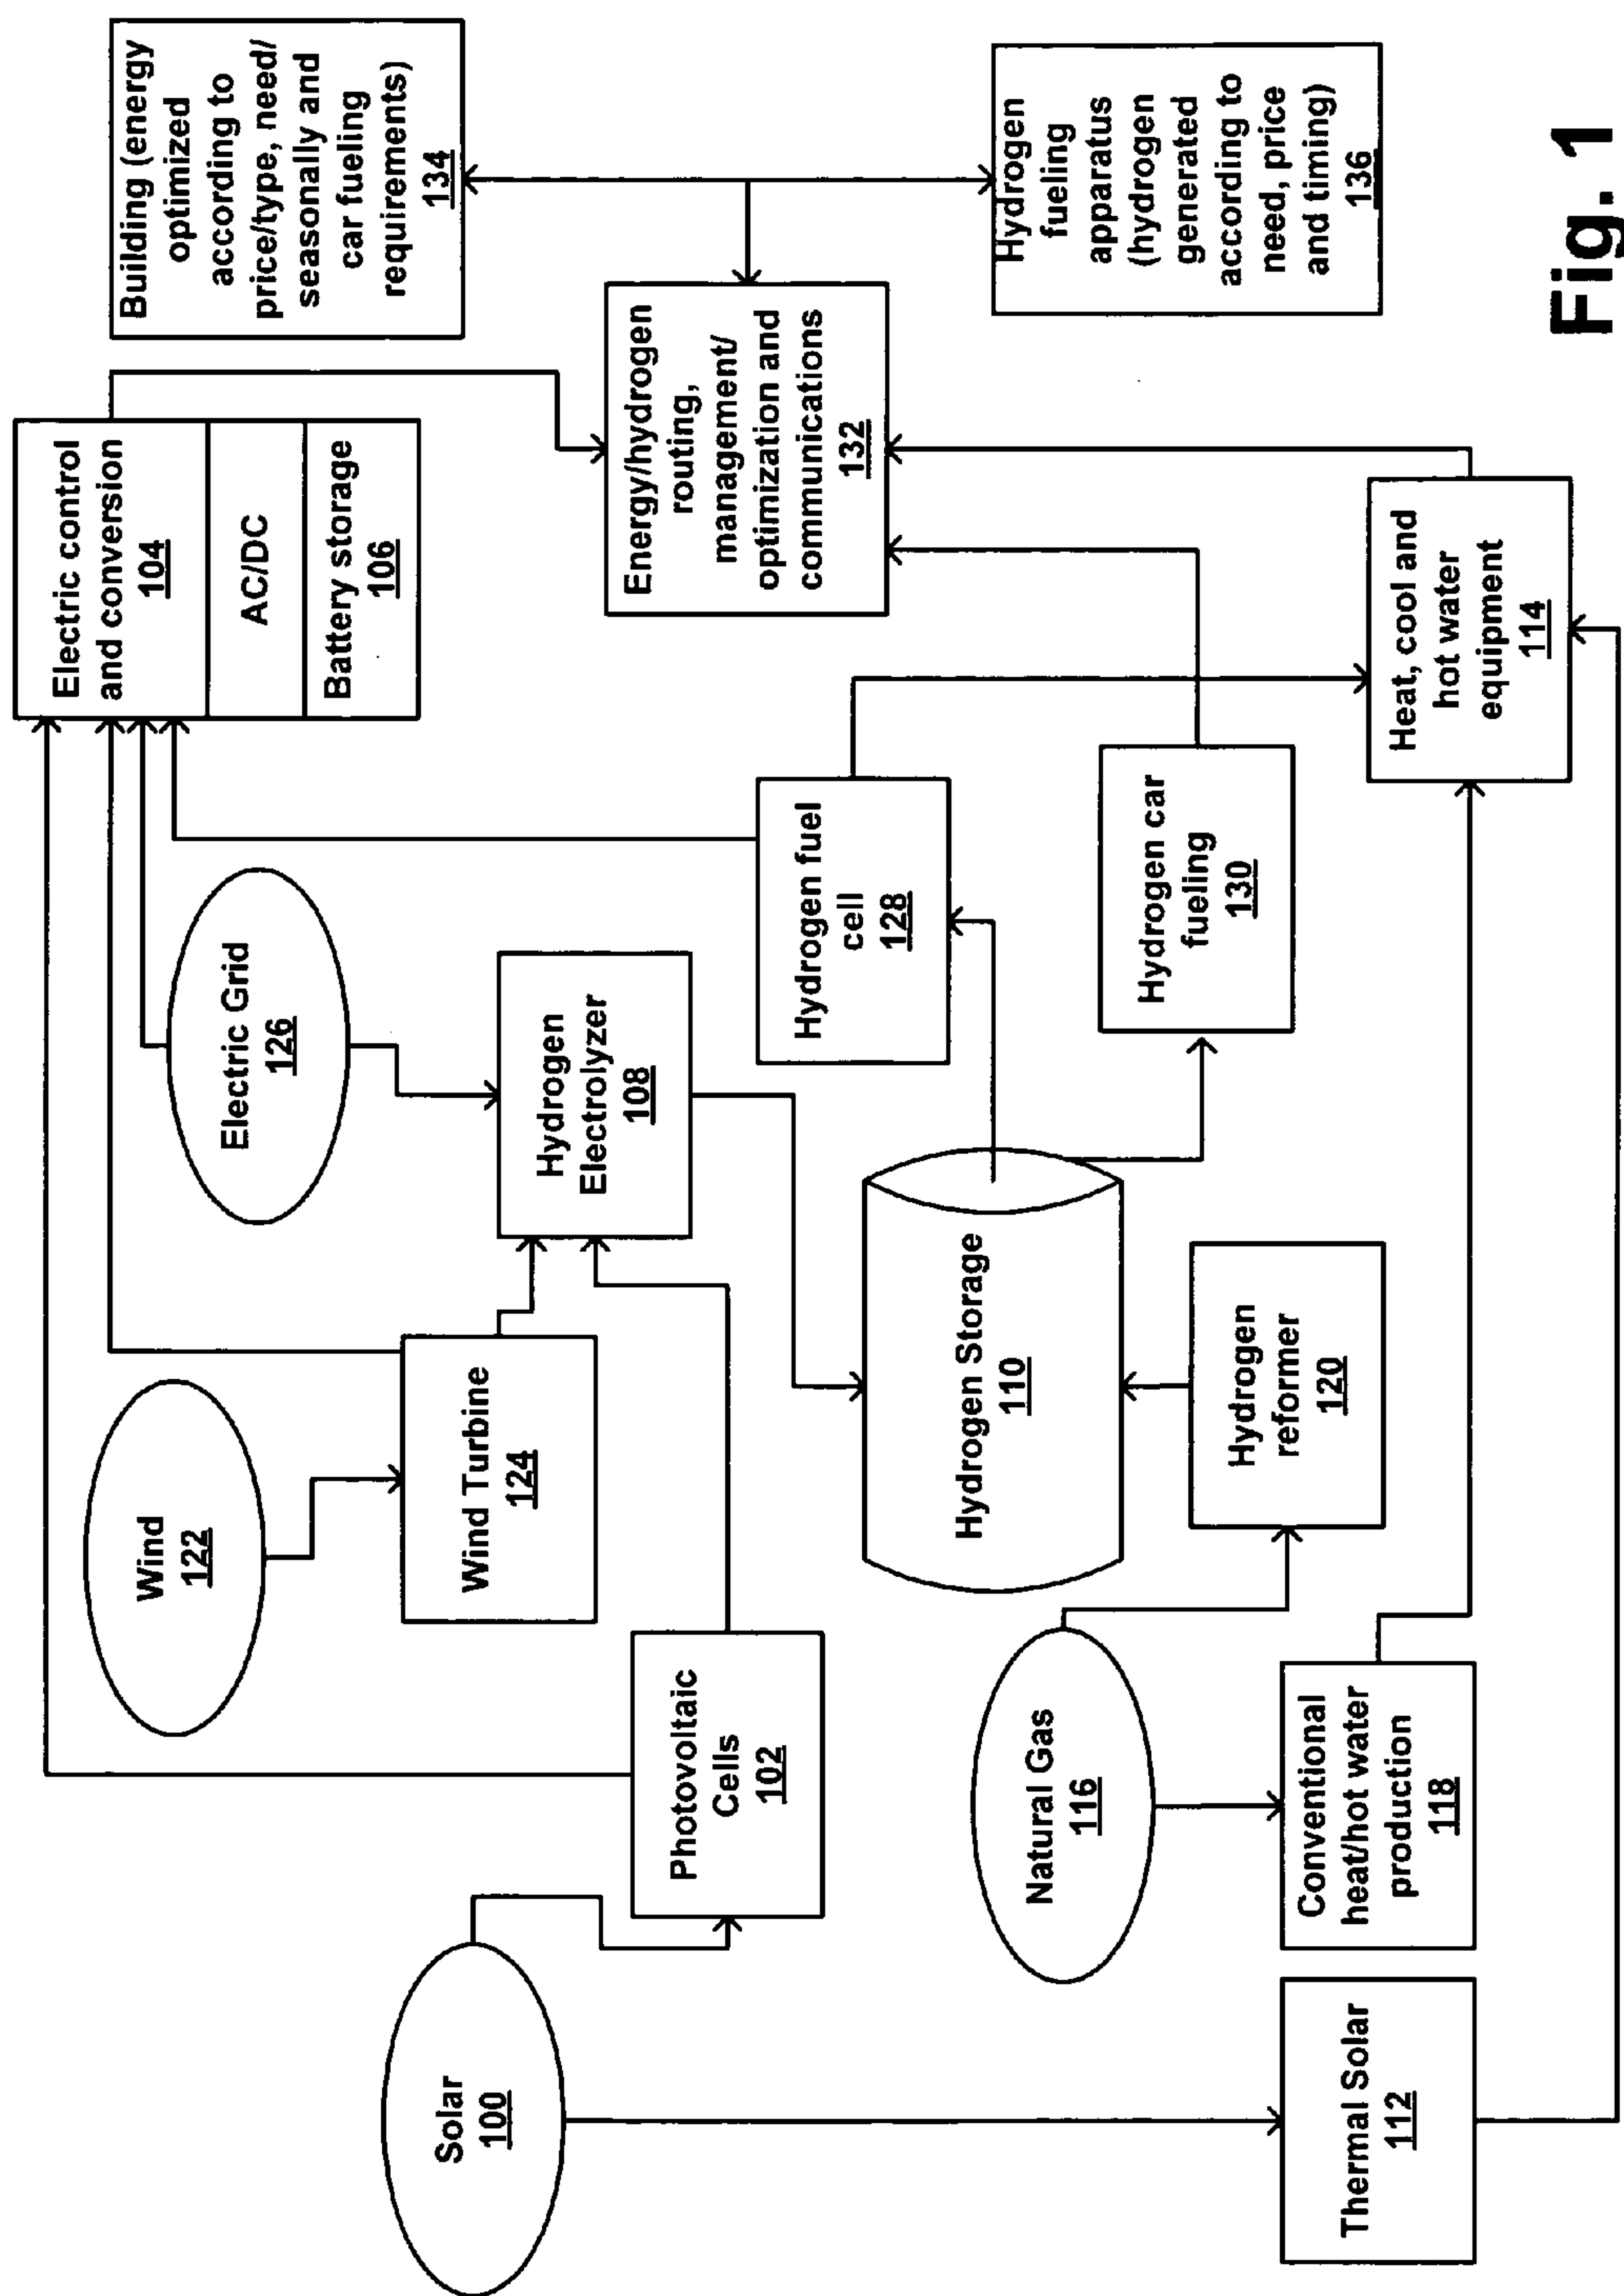 Solar
100
Wind
122
Electric Grid
126
Electric control
and conversion
104
AC/DC
Battery storage
106
Building (energy
optimized
according to
price/type, need/
seasonally and
car fueling
requirements)
134
Photovoltaic
Cells
102
Wind Turbine
124
Hydrogen
Electrolyzer
108
Energy/hydrogen
routing,
management/
optimization and
communications
132
Hydrogen fuel
cell
128
Hydrogen Storage
110
Natural Gas
116
Hydrogen car
fueling
130
Hydrogen
fueling
apparatus
(hydrogen
generated
according to
need, price
and timing)
136
Hydrogen
reformer
120
Thermal Solar
112
Conventional
heat/hot water
production
118
Heat, cool and
hot water
equipment
114
Fig. 1